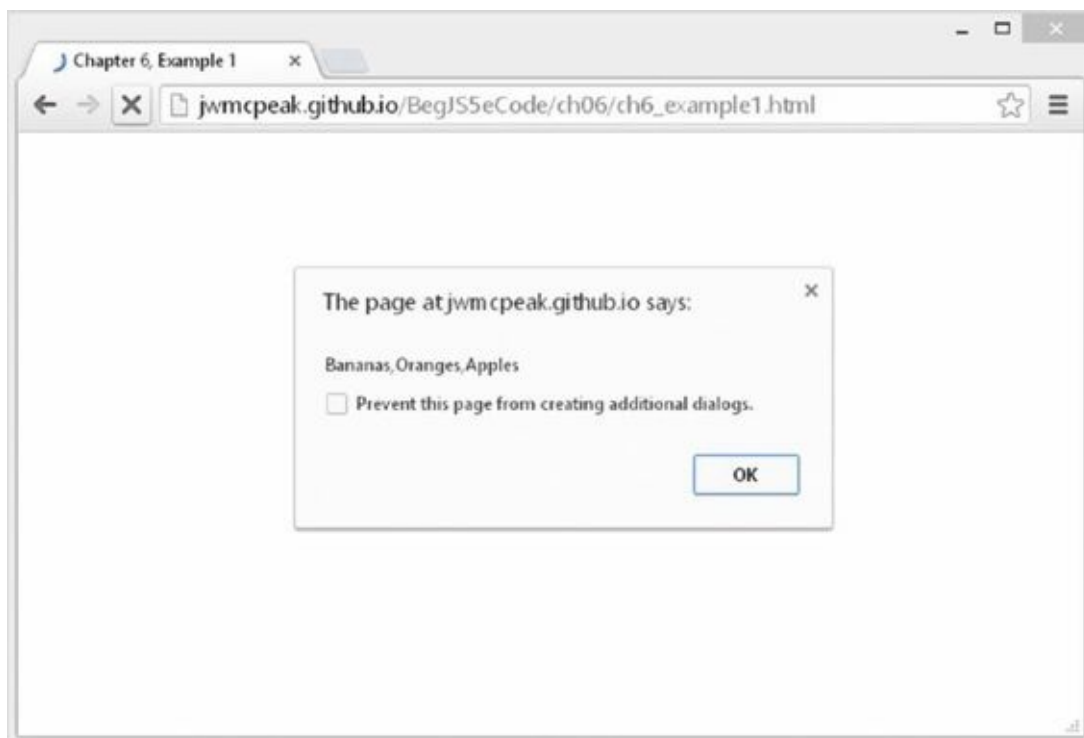 Chapter 6, Example 1
jwmcpeak.github.io/BegJS5eCode/ch06/ch6_example1.html
The page at jwmcpeak.github.io says:
Bananas,Oranges,Apples
Prevent this page from creating additional dialogs.
OK